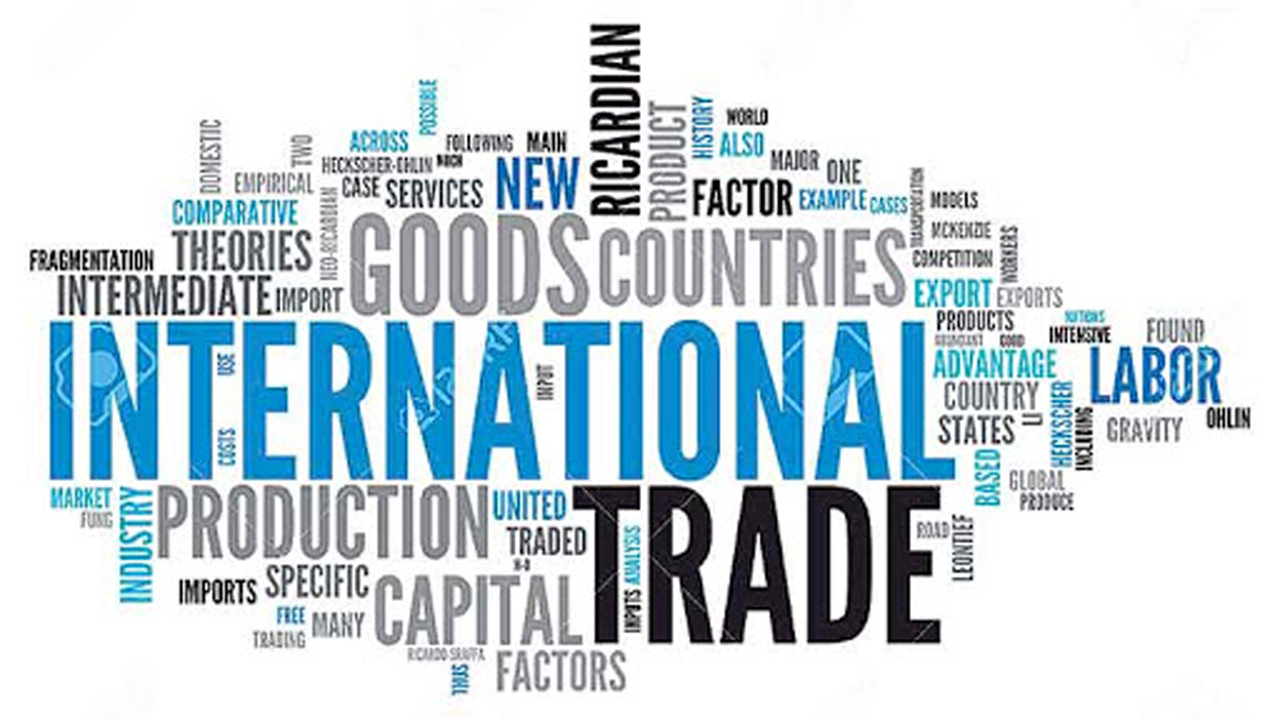 RICARDIAN
POSSIBLE
PRODUCT
HISTORY
WORLD
DOMESTIC
TWO
ACROSS
FOLLOWING
MAIN
ALSO
MAJOR
ONE
HECKSCHER-OHLIN
EMPIRICAL
CASE
SERVICES
NEW
FACTOR
EXAMPLE
CASES
TRANSPORTATION
MODELS
COMPARATIVE
NEO-RICARDIAN
GOODS
COUNTRIES
MCKENZIE
WORKERS
THEORIES
FRAGMENTATION
COMPETITION
INTERMEDIATE
IMPORT
EXPORT
EXPORTS
INTERNATIONAL
USE
COSTS
INPUT
PRODUCTS
NATIONS
INTENSIVE
FOUND
ABUNDANT
GOOD
ADVANTAGE
LABOR
COUNTRY
LI
HECKSCHER
INCLUDING
STATES
GRAVITY
OHLIN
BASED
GLOBAL
PRODUCE
MARKET
FUNG
INDUSTRY
PRODUCTION
UNITED
TRADE
TRADED
ANALYSIS
INPUTS
ROAD
LEONTIEF
H-O
IMPORTS
SPECIFIC
CAPITAL
FREE
MANY
TRADING
RICARDO-SRAFFA
FACTORS
THUS